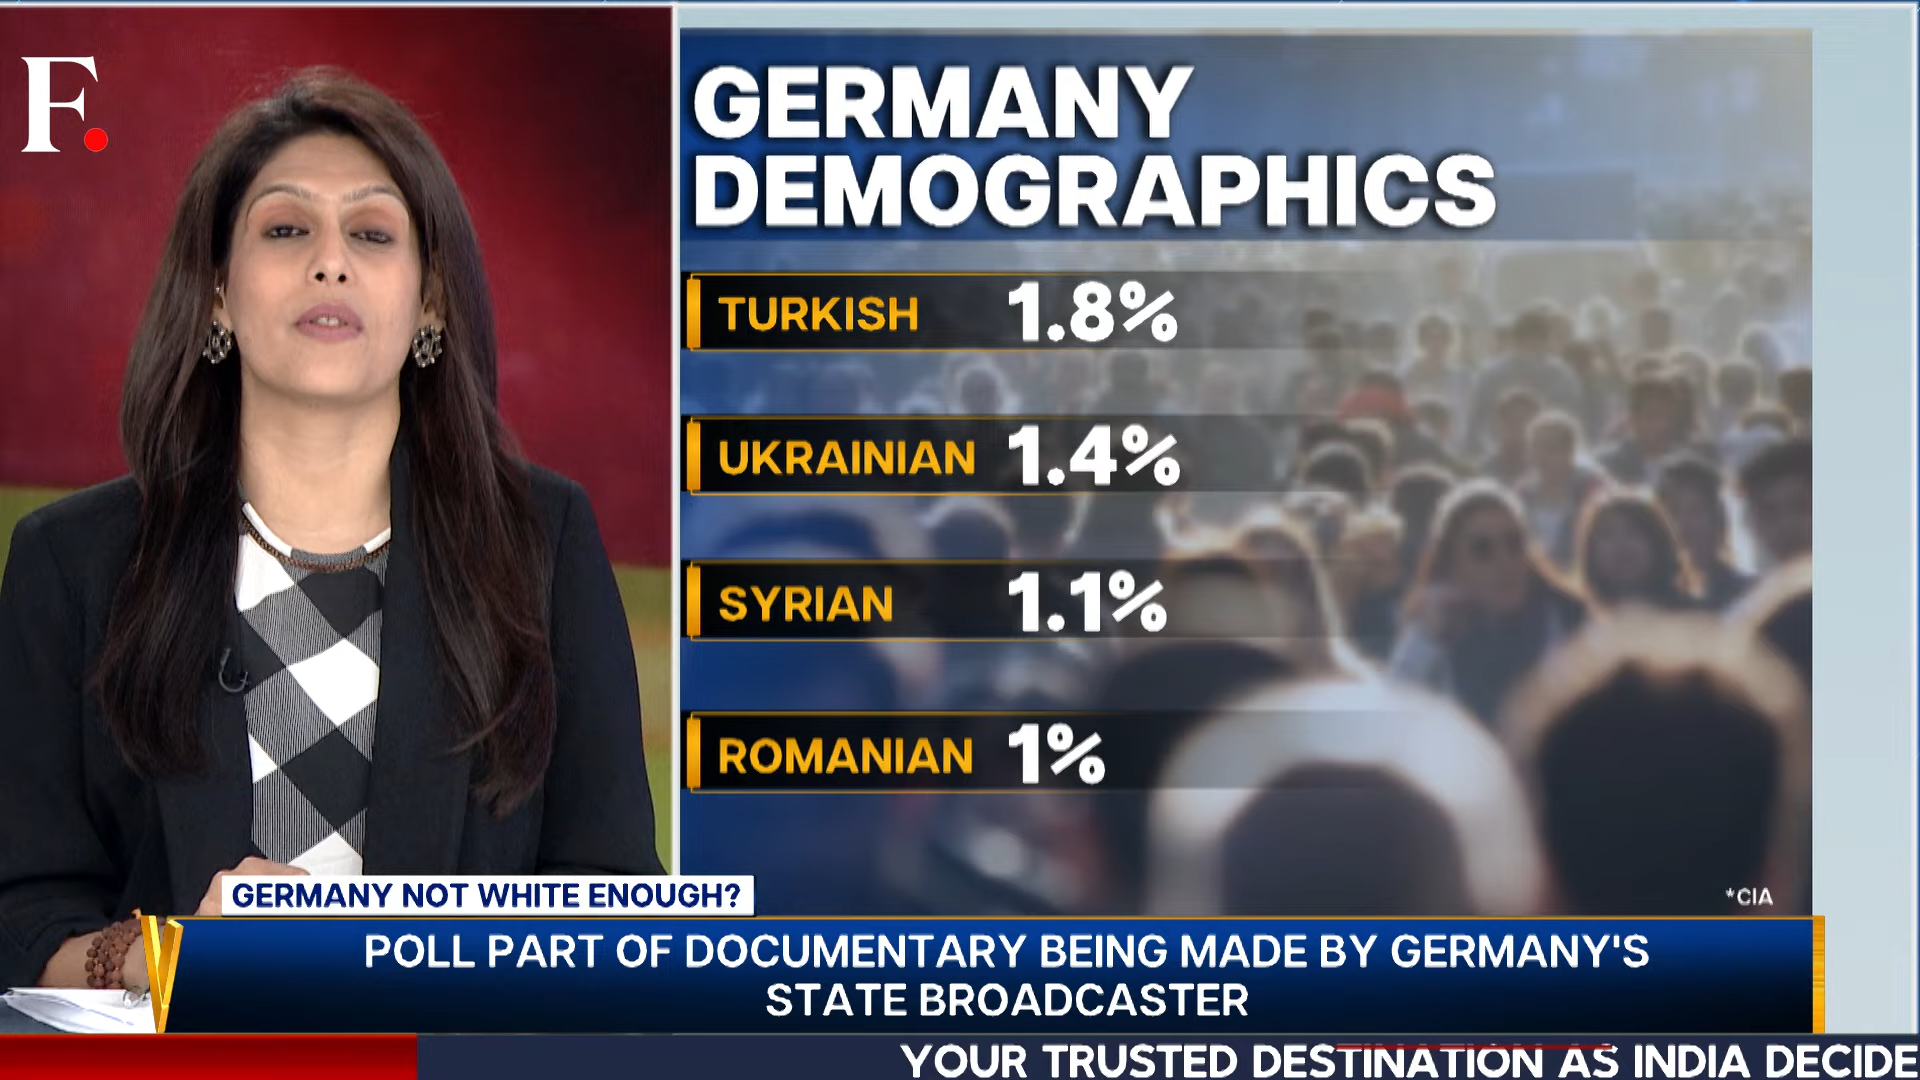 F.
GERMANY
DEMOGRAPHICS
TURKISH 1.8%
UKRAINIAN 1.4%
SYRIAN 1.1%
ROMANIAN 1%
*CIA
GERMANY NOT WHITE ENOUGH?
V
POLL PART OF DOCUMENTARY BEING MADE BY GERMANY'S
STATE BROADCASTER
YOUR TRUSTED DESTINATION AS INDIA DECIDE